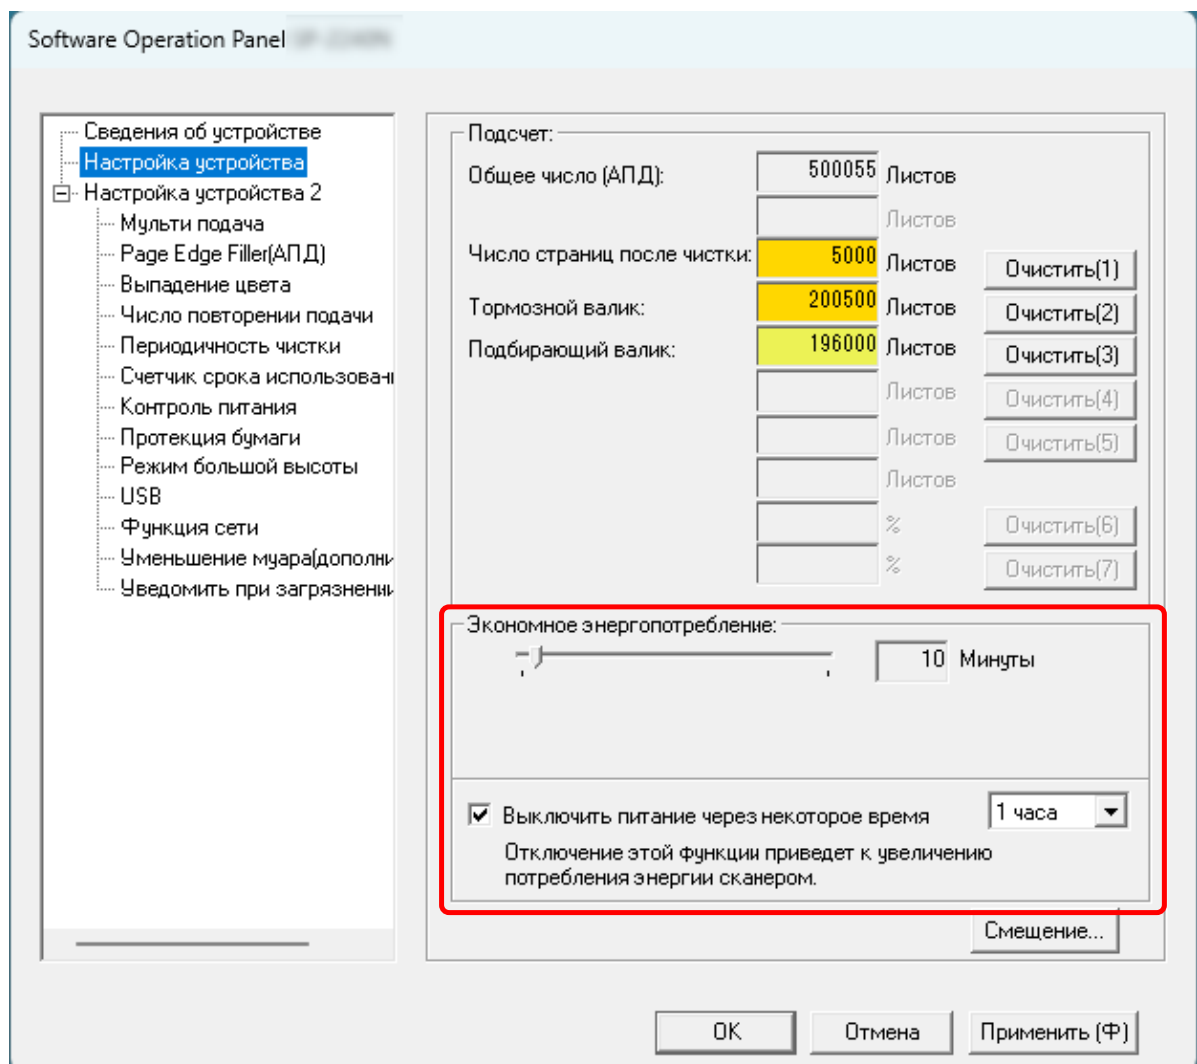 Software Operation Panel
Сведения об устройстве
Настройка устройства
Настройка устройства 2
Мульти подача
Page Edge Filler(АПД)
Выпадение цвета
Число повторении подачи
Периодичность чистки
Счетчик срока использован
Контроль питания
Протекция бумаги
Режим большой высоты
USB
Функция сети
Уменьшение муара(дополни
Уведомить при загрязнени
Подсчет:
Общее число (АПД): 500055 Листов
Листов
Число страниц после чистки: 5000 Листов Очистить(1)
Тормозной валик: 200500 Листов Очистить(2)
Подбирающий валик: 196000 Листов Очистить(3)
Листов Очистить(4)
Листов Очистить(5)
Листов
% Очистить(6)
% Очистить(7)
Экономное энергопотребление:
10 Минуты
Выключить питание через некоторое время 1 часа
Отключение этой функции приведет к увеличению
потребления энергии сканером.
Смещение...
OK Отмена Применить (Ф)